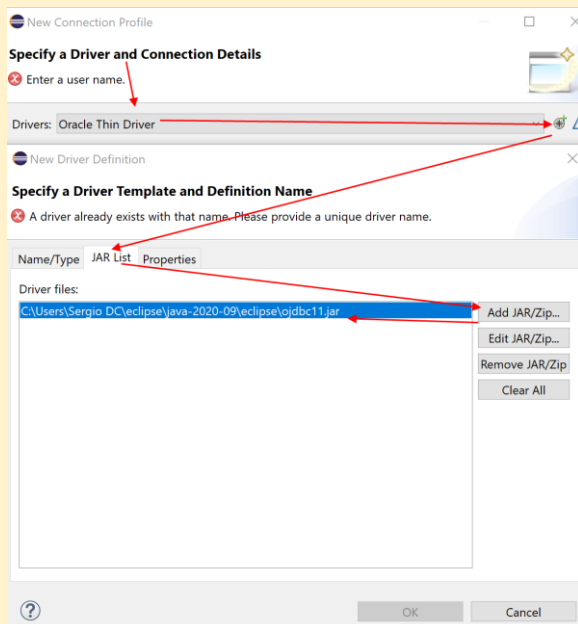 New Connection Profile
Specify a Driver and Connection Details
Enter a user name.
Drivers: Oracle Thin Driver
New Driver Definition
Specify a Driver Template and Definition Name
A driver already exists with that name. Please provide a unique driver name.
Name/Type JAR List Properties
Driver files:
C:\Users\Sergio DC\eclipse\java-2020-09\eclipse\ojdbc11.jar
Add JAR/Zip...
Edit JAR/Zip...
Remove JAR/Zip
Clear All
OK Cancel